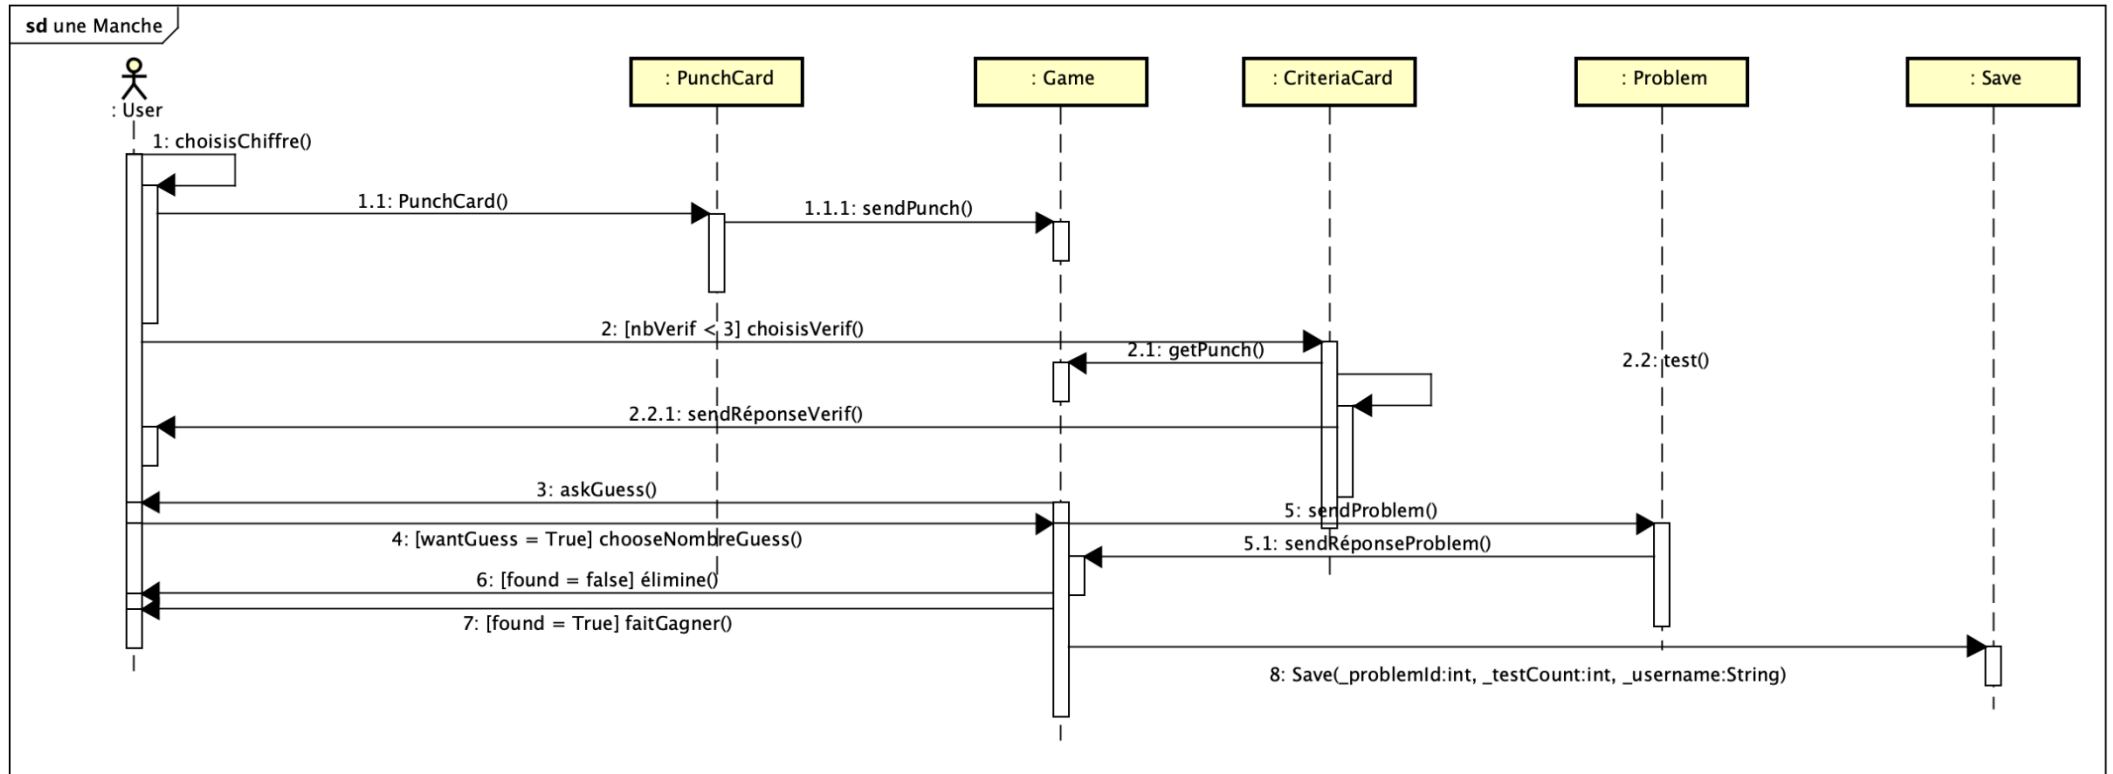 sd une Manche
: User
: PunchCard
: Game
: CriteriaCard
: Problem
: Save
1: choisisChiffre()
1.1: PunchCard()
1.1.1: sendPunch()
2: [nbVerif < 3] choisisVerif()
2.1: getPunch()
2.2: test()
2.2.1: sendRéponseVerif()
3: askGuess()
4: [wantGuess = True] chooseNombreGuess()
5: sendProblem()
5.1: sendRéponseProblem()
6: [found = false] élimine()
7: [found = True] faitGagner()
8: Save(_problemId:int, _testCount:int, _username:String)